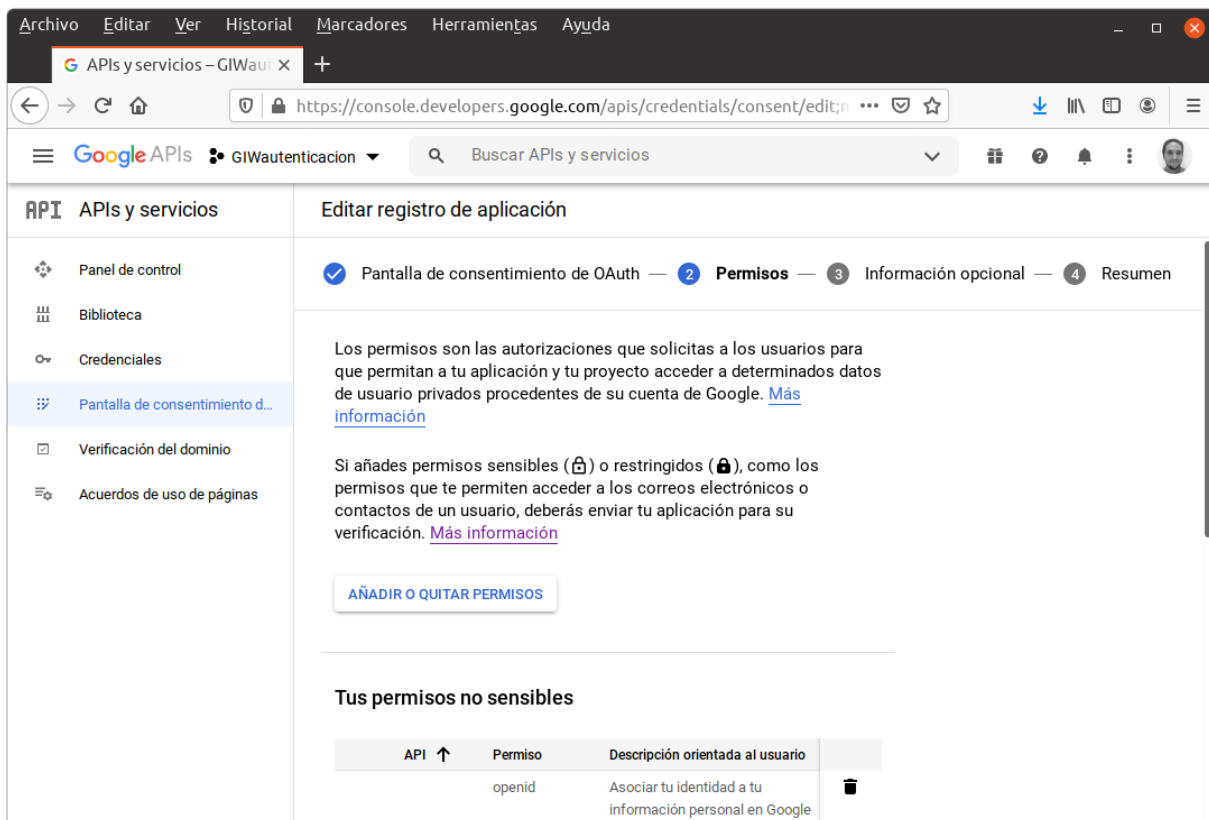 Archivo Editar Ver Historial Marcadores Herramientas Ayuda
APIs y servicios – GIWaut
https://console.developers.google.com/apis/credentials/consent/edit;n
Google APIs GIWautenticacion Buscar APIs y servicios
API APIs y servicios
Editar registro de aplicación
Panel de control
Biblioteca
Credenciales
Pantalla de consentimiento d...
Verificación del dominio
Acuerdos de uso de páginas
Pantalla de consentimiento de OAuth — 2 Permisos — 3 Información opcional — 4 Resumen
Los permisos son las autorizaciones que solicitas a los usuarios para
que permitan a tu aplicación y tu proyecto acceder a determinados datos
de usuario privados procedentes de su cuenta de Google. Más
información
Si añades permisos sensibles ( ) o restringidos ( ), como los
permisos que te permiten acceder a los correos electrónicos o
contactos de un usuario, deberás enviar tu aplicación para su
verificación. Más información
AÑADIR O QUITAR PERMISOS
Tus permisos no sensibles
API Permiso Descripción orientada al usuario
openid Asociar tu identidad a tu
información personal en Google